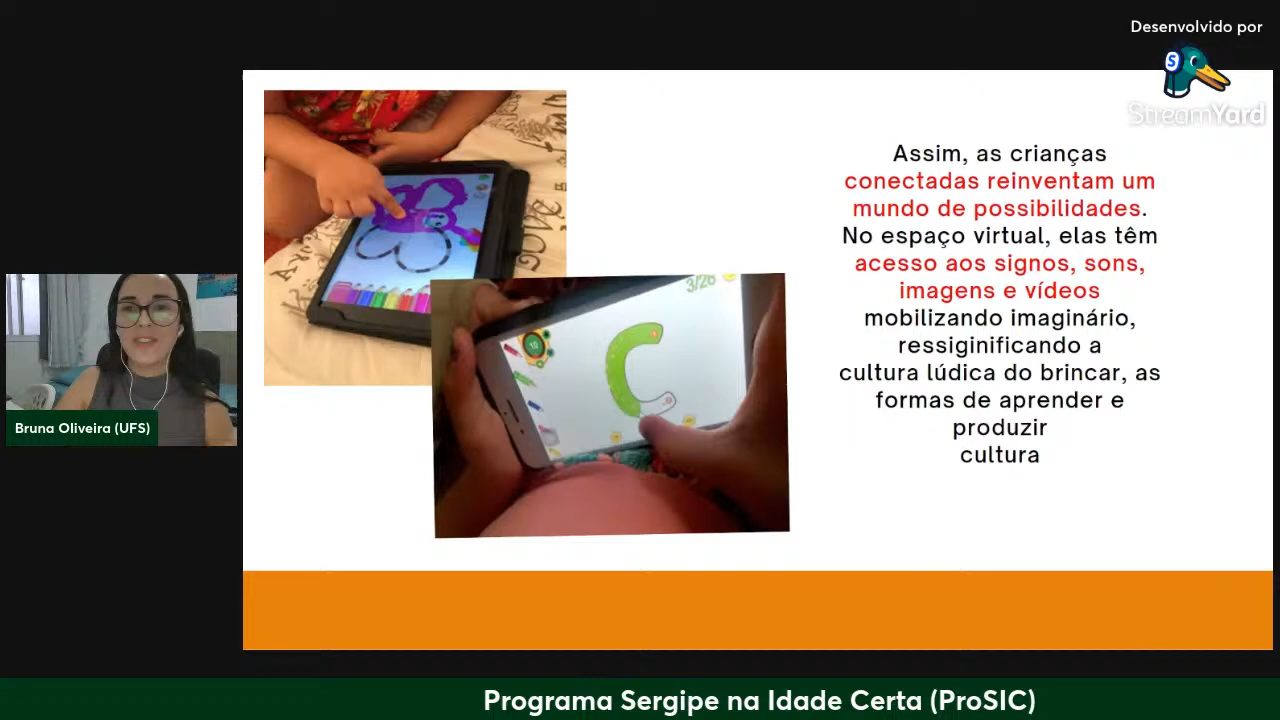 Desenvolvido por
S
StreamYard
Assim, as crianças
conectadas reinventam um
mundo de possibilidades.
No espaço virtual, elas têm
acesso aos signos, sons,
imagens e vídeos
mobilizando imaginário,
ressiginificando a
cultura lúdica do brincar, as
formas de aprender e
produzir
cultura
3/26
Bruna Oliveira (UFS)
Programa Sergipe na Idade Certa (ProSIC)